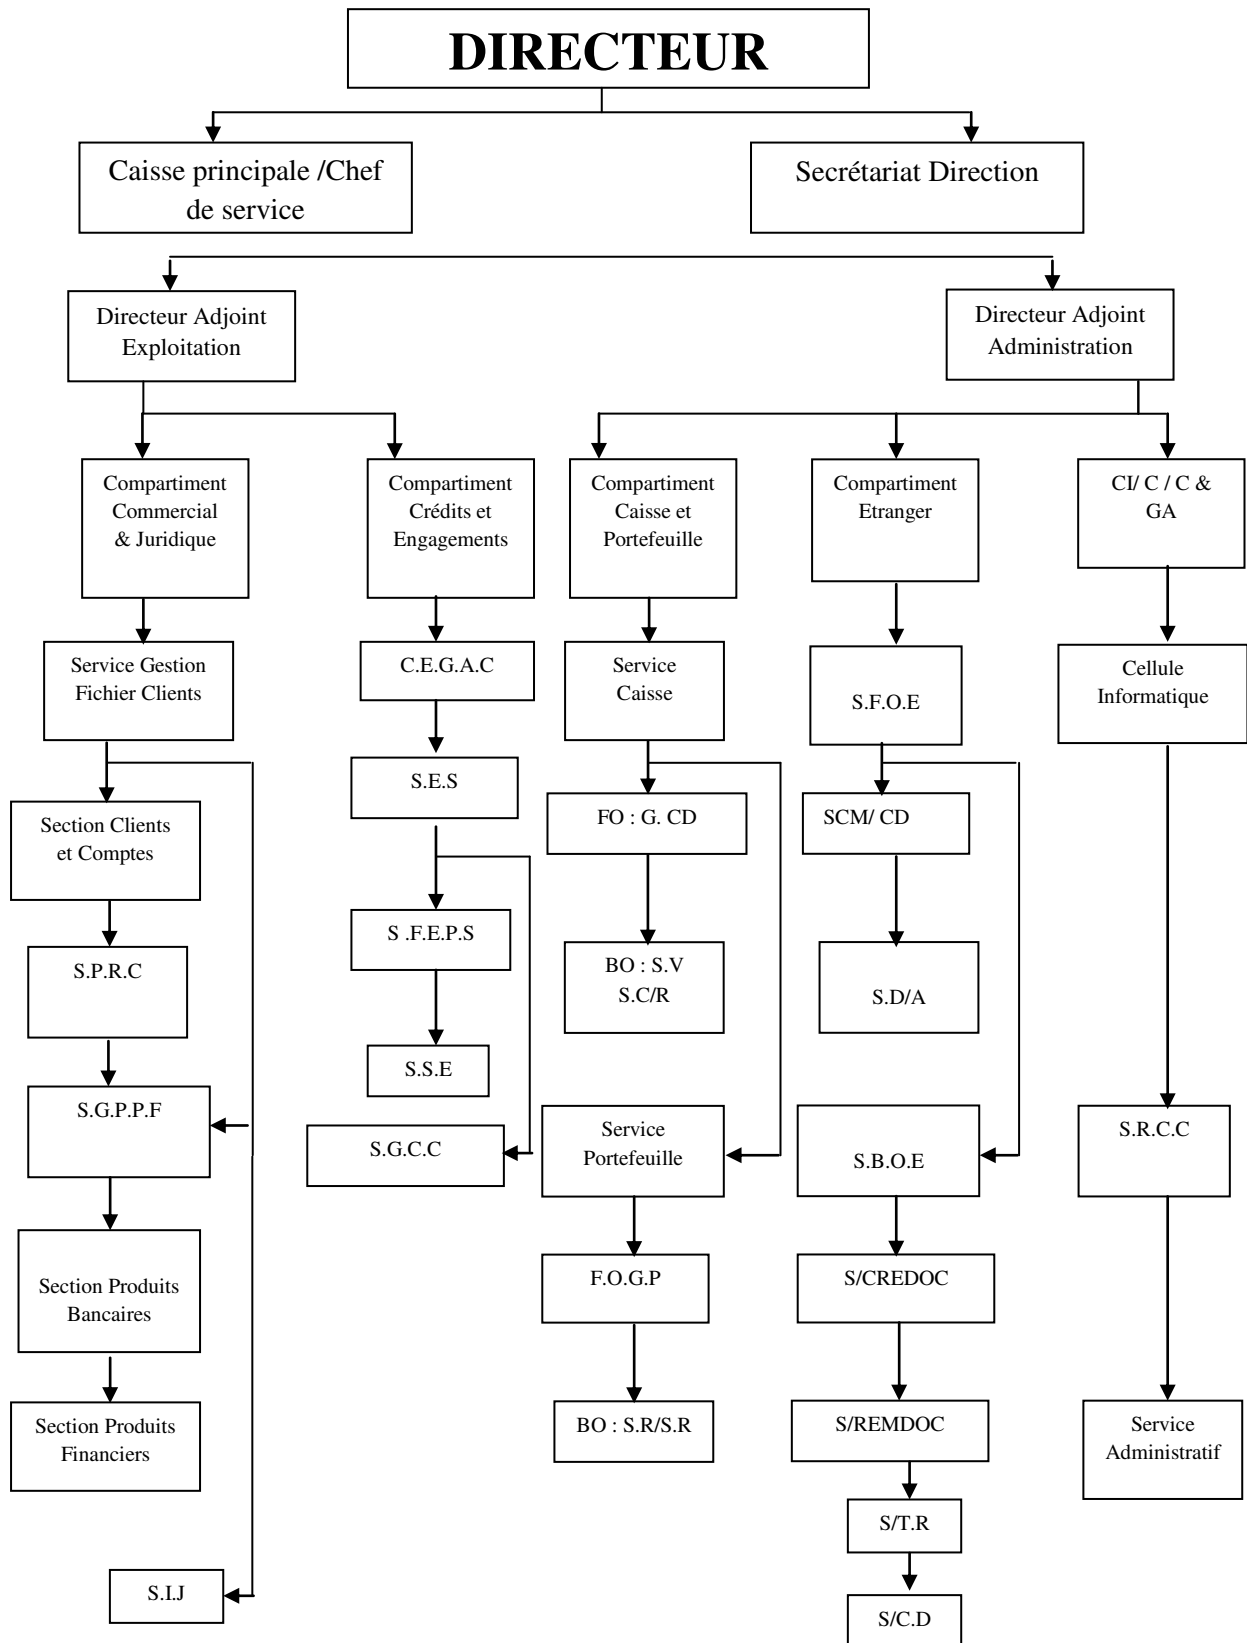 DIRECTEUR
Caisse principale /Chef
de service
Secrétariat Direction
Directeur Adjoint
Exploitation
Directeur Adjoint
Administration
Compartiment
Commercial
& Juridique
Compartiment
Crédits et
Engagements
Compartiment
Caisse et
Portefeuille
Compartiment
Etranger
CI/ C / C &
GA
Service Gestion
Fichier Clients
C.E.G.A.C
Service
Caisse
S.F.O.E
Cellule
Informatique
S.E.S
Section Clients
et Comptes
FO : G. CD
SCM/ CD
S .F.E.P.S
S.P.R.C
BO : S.V
S.C/R
S.D/A
S.S.E
S.G.P.P.F
S.G.C.C
Service
Portefeuille
S.B.O.E
S.R.C.C
Section Produits
Bancaires
F.O.G.P
S/CREDOC
Section Produits
Financiers
BO : S.R/S.R
S/REMDOC
Service
Administratif
S/T.R
S.I.J
S/C.D